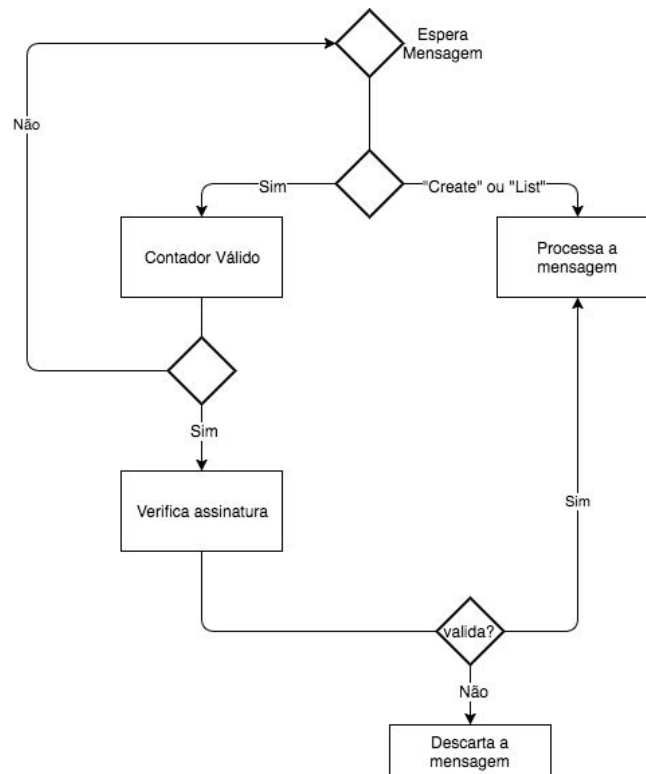 Espera
Mensagem
Não
Sim
"Create" ou "List"
Contador Válido
Processa a
mensagem
Sim
Verifica assinatura
Sim
valida?
Não
Descarta a
mensagem